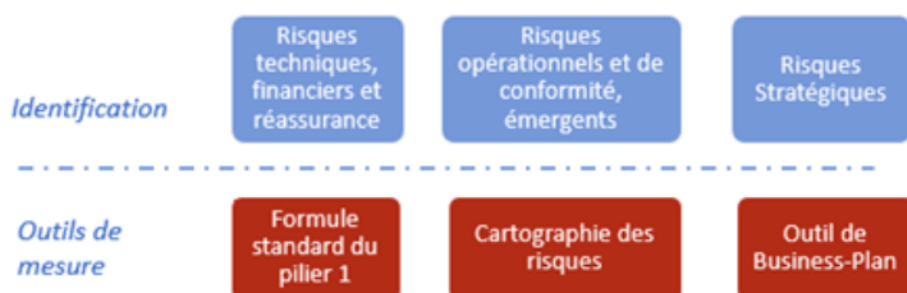 Identification
Risques
techniques,
financiers et
réassurance
Risques
opérationnels et de
conformité,
émergents
Risques
Stratégiques
Outils de
mesure
Formule
standard du
pilier 1
Cartographie des
risques
Outil de
Business-Plan